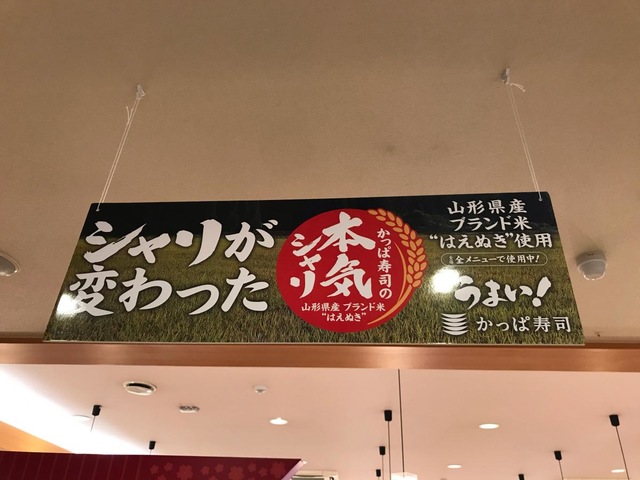 シャリが
変わった
かっぱ寿司の
本気
シャリ
山形県産 ブランド米
"はえぬき"
山形県産
ブランド米
"はえぬき"使用
全メニューで使用中!
うまい!
かっぱ寿司